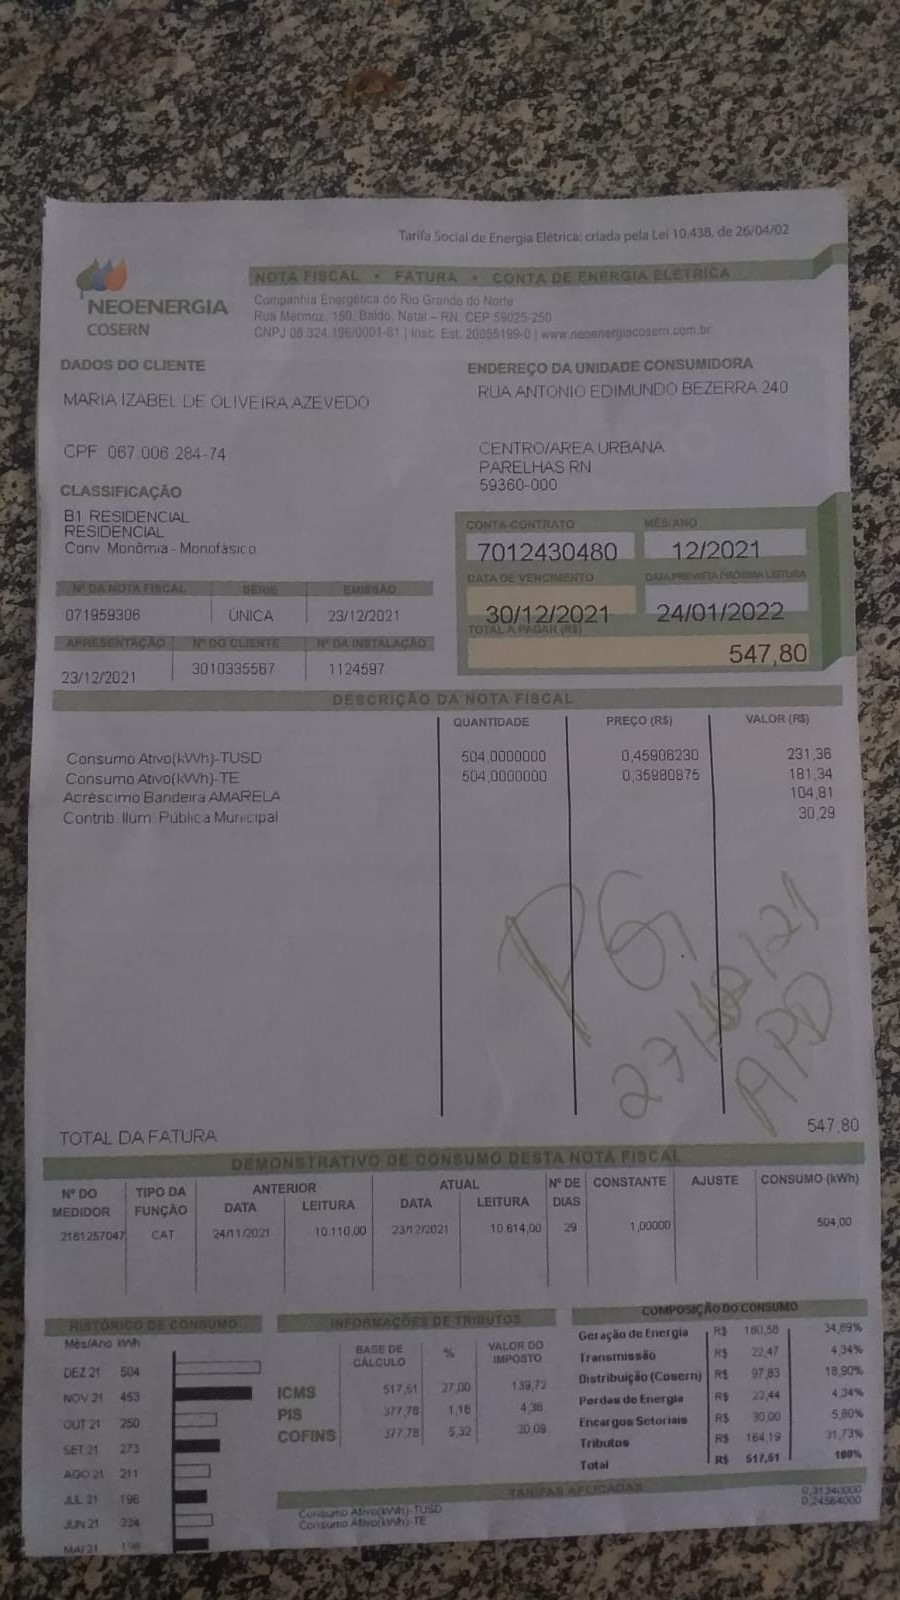 Tarifa Social de Energia Elétrica: criada pela Lei 10.438, de 26/04/02
NEOENERGIA
COSERN
NOTA FISCAL • FATURA • CONTA DE ENERGIA ELÉTRICA
Companhia Energética do Rio Grande do Norte
Rua Mermoz, 150, Baldo, Natal – RN, CEP 59025-250
CNPJ 08.324.196/0001-81 | Insc. Est. 20055199-0 | www.neoenergiacosern.com.br
DADOS DO CLIENTE
MARIA IZABEL DE OLIVEIRA AZEVEDO
CPF: 067.006.284-74
ENDEREÇO DA UNIDADE CONSUMIDORA
RUA ANTONIO EDIMUNDO BEZERRA 240
CENTRO/AREA URBANA
PARELHAS RN
59360-000
CLASSIFICAÇÃO
B1 RESIDENCIAL
RESIDENCIAL
Conv. Monômia - Monofásico
CONTA-CONTRATO MÊS/ANO
7012430480 12/2021
DATA DE VENCIMENTO DATA PREVISTA PRÓXIMA LEITURA
30/12/2021 24/01/2022
TOTAL A PAGAR (R$)
547,80
Nº DA NOTA FISCAL SÉRIE EMISSÃO
071959306 ÚNICA 23/12/2021
APRESENTAÇÃO Nº DO CLIENTE Nº DA INSTALAÇÃO
23/12/2021 3010335567 1124597
DESCRIÇÃO DA NOTA FISCAL
QUANTIDADE PREÇO (R$) VALOR (R$)
Consumo Ativo(kWh)-TUSD 504,0000000 0,45906230 231,36
Consumo Ativo(kWh)-TE 504,0000000 0,35980875 181,34
Acréscimo Bandeira AMARELA 104,81
Contrib. Ilum. Pública Municipal 30,29
PG
27/12/21
APD
TOTAL DA FATURA 547,80
DEMONSTRATIVO DE CONSUMO DESTA NOTA FISCAL
Nº DO MEDIDOR TIPO DA FUNÇÃO ANTERIOR DATA LEITURA ATUAL DATA LEITURA Nº DE DIAS CONSTANTE AJUSTE CONSUMO (kWh)
2161257047 CAT 24/11/2021 10.110,00 23/12/2021 10.614,00 29 1,00000 504,00
HISTÓRICO DE CONSUMO
Mês/Ano kWh
DEZ 21 504
NOV 21 453
OUT 21 250
SET 21 273
AGO 21 211
JUL 21 196
JUN 21 224
MAI 21
INFORMAÇÕES DE TRIBUTOS
BASE DE CÁLCULO % VALOR DO IMPOSTO
ICMS 517,51 27,00 139,72
PIS 377,78 1,16 4,38
COFINS 377,78 5,32 20,09
COMPOSIÇÃO DO CONSUMO
Geração de Energia R$ 180,58 34,89%
Transmissão R$ 22,47 4,34%
Distribuição (Cosern) R$ 97,83 18,90%
Perdas de Energia R$ 22,44 4,34%
Encargos Setoriais R$ 30,00 5,80%
Tributos R$ 164,19 31,73%
Total R$ 517,51 100%
TARIFAS APLICADAS
Consumo Ativo(kWh)-TUSD 0,31340000
Consumo Ativo(kWh)-TE 0,24564000